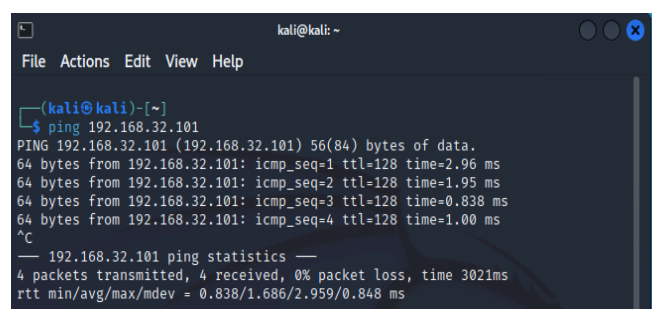 kali@kali: ~
File Actions Edit View Help
┌──(kali㉿kali)-[~]
└─$ ping 192.168.32.101
PING 192.168.32.101 (192.168.32.101) 56(84) bytes of data.
64 bytes from 192.168.32.101: icmp_seq=1 ttl=128 time=2.96 ms
64 bytes from 192.168.32.101: icmp_seq=2 ttl=128 time=1.95 ms
64 bytes from 192.168.32.101: icmp_seq=3 ttl=128 time=0.838 ms
64 bytes from 192.168.32.101: icmp_seq=4 ttl=128 time=1.00 ms
^C
--- 192.168.32.101 ping statistics ---
4 packets transmitted, 4 received, 0% packet loss, time 3021ms
rtt min/avg/max/mdev = 0.838/1.686/2.959/0.848 ms